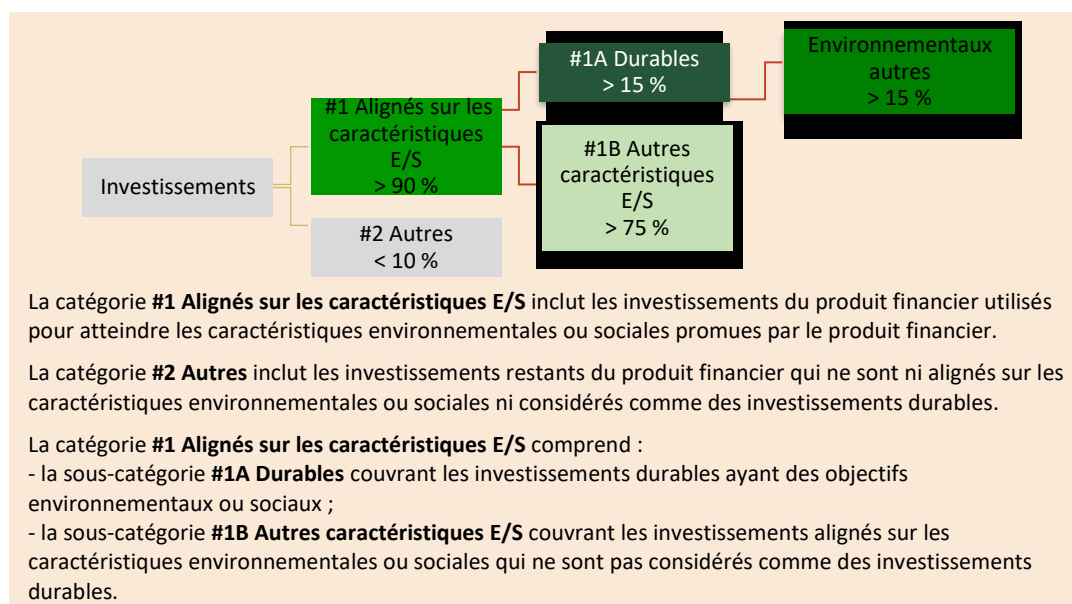 Investissements
#1 Alignés sur les
caractéristiques
E/S
> 90 %
#2 Autres
< 10 %
#1A Durables
> 15 %
#1B Autres
caractéristiques
E/S
> 75 %
Environnementaux
autres
> 15 %
La catégorie #1 Alignés sur les caractéristiques E/S inclut les investissements du produit financier utilisés
pour atteindre les caractéristiques environnementales ou sociales promues par le produit financier.
La catégorie #2 Autres inclut les investissements restants du produit financier qui ne sont ni alignés sur les
caractéristiques environnementales ou sociales ni considérés comme des investissements durables.
La catégorie #1 Alignés sur les caractéristiques E/S comprend :
- la sous-catégorie #1A Durables couvrant les investissements durables ayant des objectifs
environnementaux ou sociaux ;
- la sous-catégorie #1B Autres caractéristiques E/S couvrant les investissements alignés sur les
caractéristiques environnementales ou sociales qui ne sont pas considérés comme des investissements
durables.